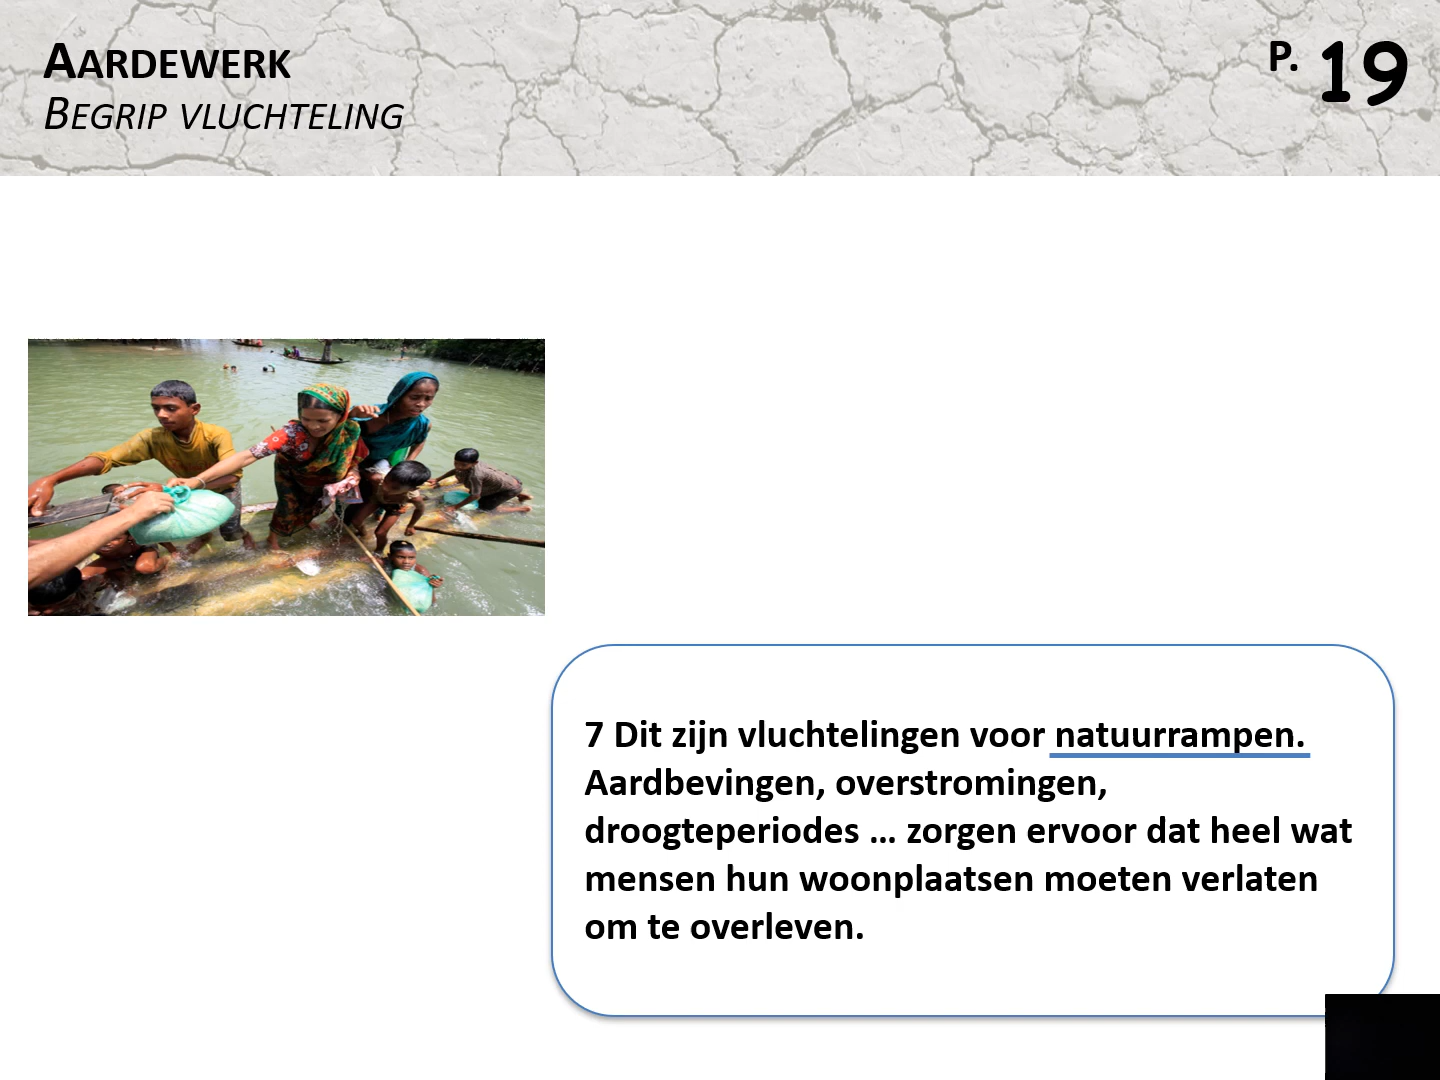 AARDEWERK
BEGRIP VLUCHTELING
P. 19
7 Dit zijn vluchtelingen voor natuurrampen.
Aardbevingen, overstromingen,
droogteperiodes … zorgen ervoor dat heel wat
mensen hun woonplaatsen moeten verlaten
om te overleven.